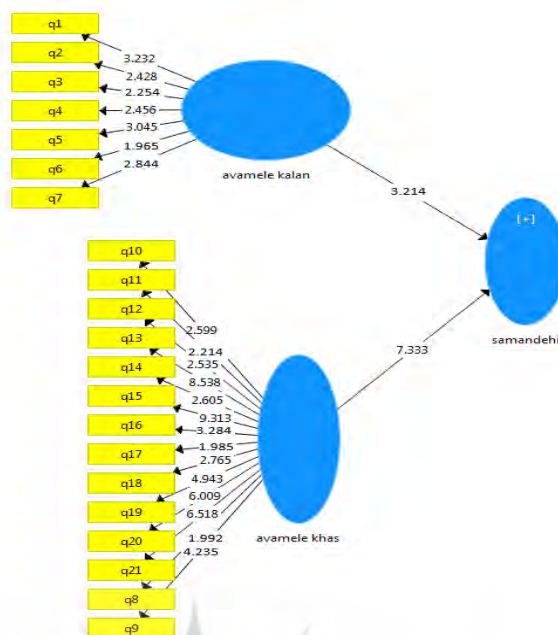 q1
q2
q3
q4
q5
q6
q7
3.232
2.428
2.254
2.456
3.045
1.965
2.844
avamele kalan
3.214
[+]
samandehi
7.333
q10
q11
q12
q13
q14
q15
q16
q17
q18
q19
q20
q21
q8
q9
2.599
2.214
2.535
8.538
2.605
9.313
3.284
1.985
2.765
4.943
6.009
6.518
1.992
4.235
avamele khas